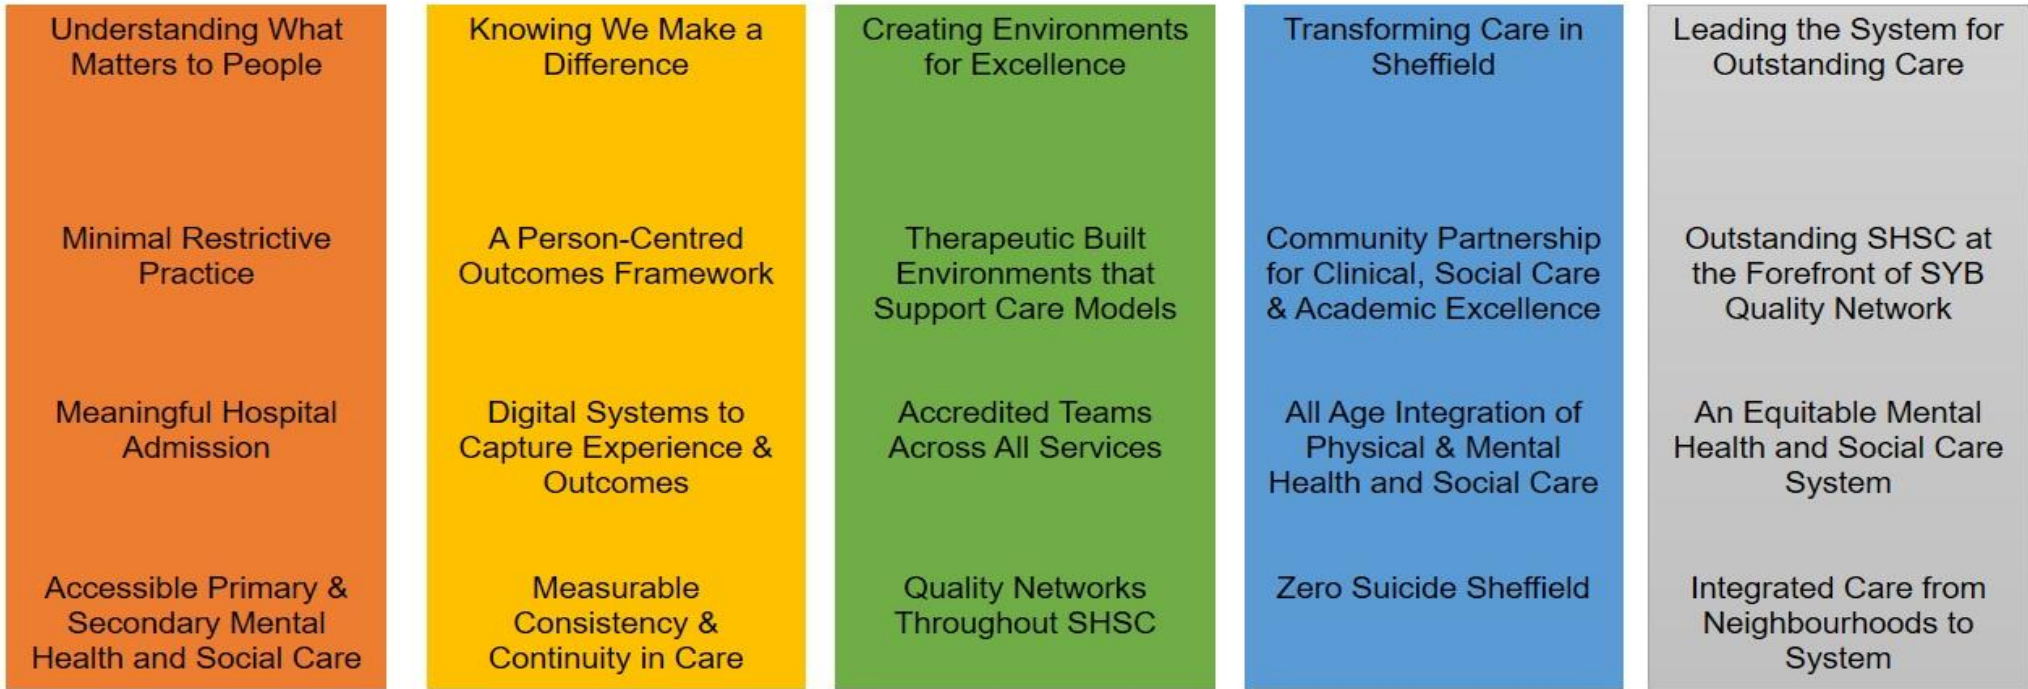 Understanding What
Matters to People
Minimal Restrictive
Practice
Meaningful Hospital
Admission
Accessible Primary &
Secondary Mental
Health and Social Care
Knowing We Make a
Difference
A Person-Centred
Outcomes Framework
Digital Systems to
Capture Experience &
Outcomes
Measurable
Consistency &
Continuity in Care
Creating Environments
for Excellence
Therapeutic Built
Environments that
Support Care Models
Accredited Teams
Across All Services
Quality Networks
Throughout SHSC
Transforming Care in
Sheffield
Community Partnership
for Clinical, Social Care
& Academic Excellence
All Age Integration of
Physical & Mental
Health and Social Care
Zero Suicide Sheffield
Leading the System for
Outstanding Care
Outstanding SHSC at
the Forefront of SYB
Quality Network
An Equitable Mental
Health and Social Care
System
Integrated Care from
Neighbourhoods to
System